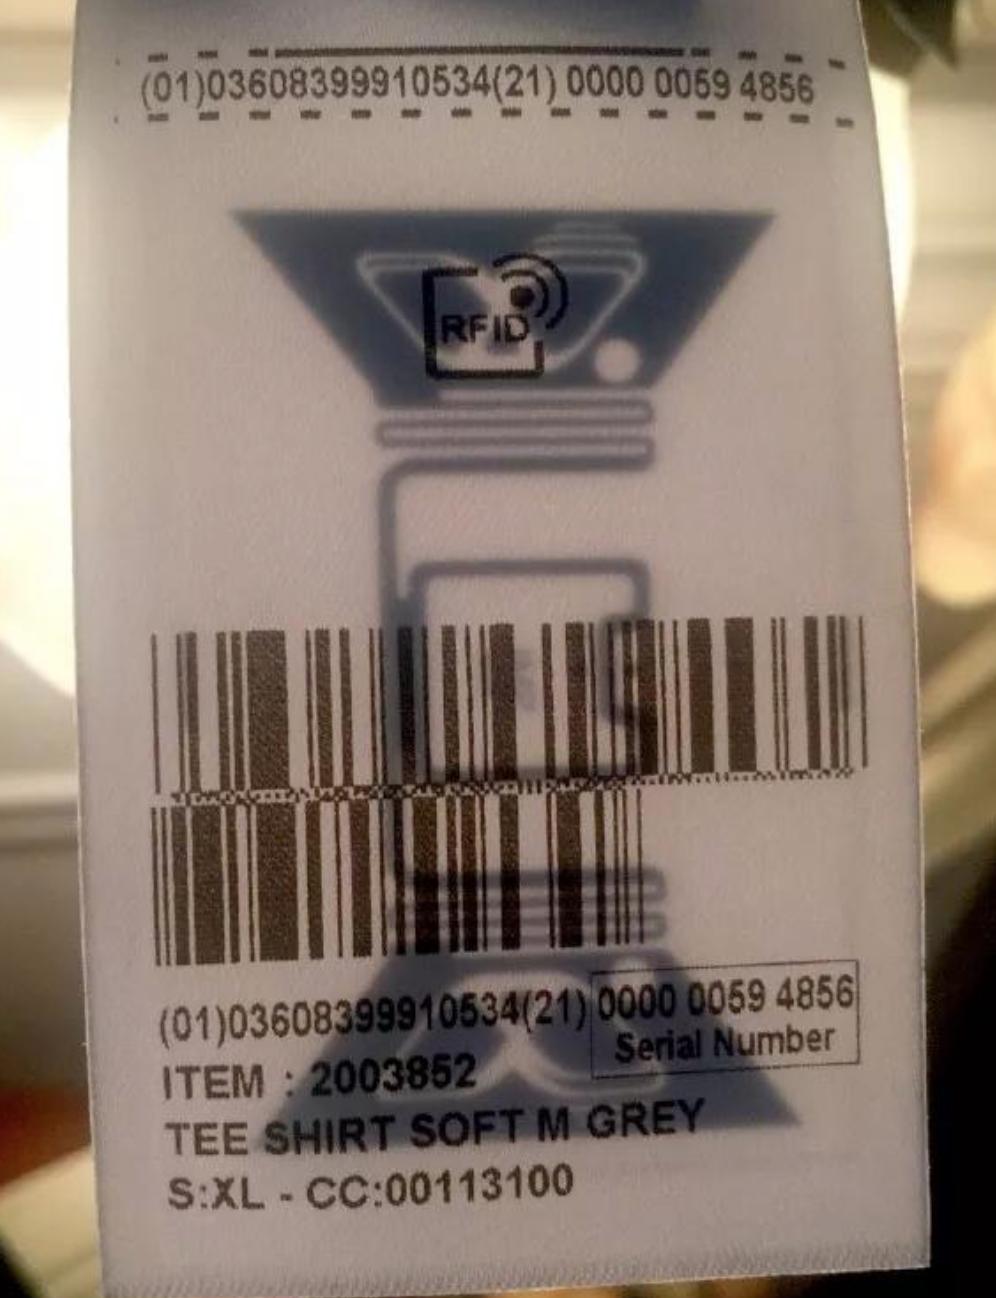 (01)03608399910534(21) 0000 0059 4856
RFID
(01)03608399910534(21) 0000 0059 4856
Serial Number
ITEM : 2003852
TEE SHIRT SOFT M GREY
S:XL - CC:00113100